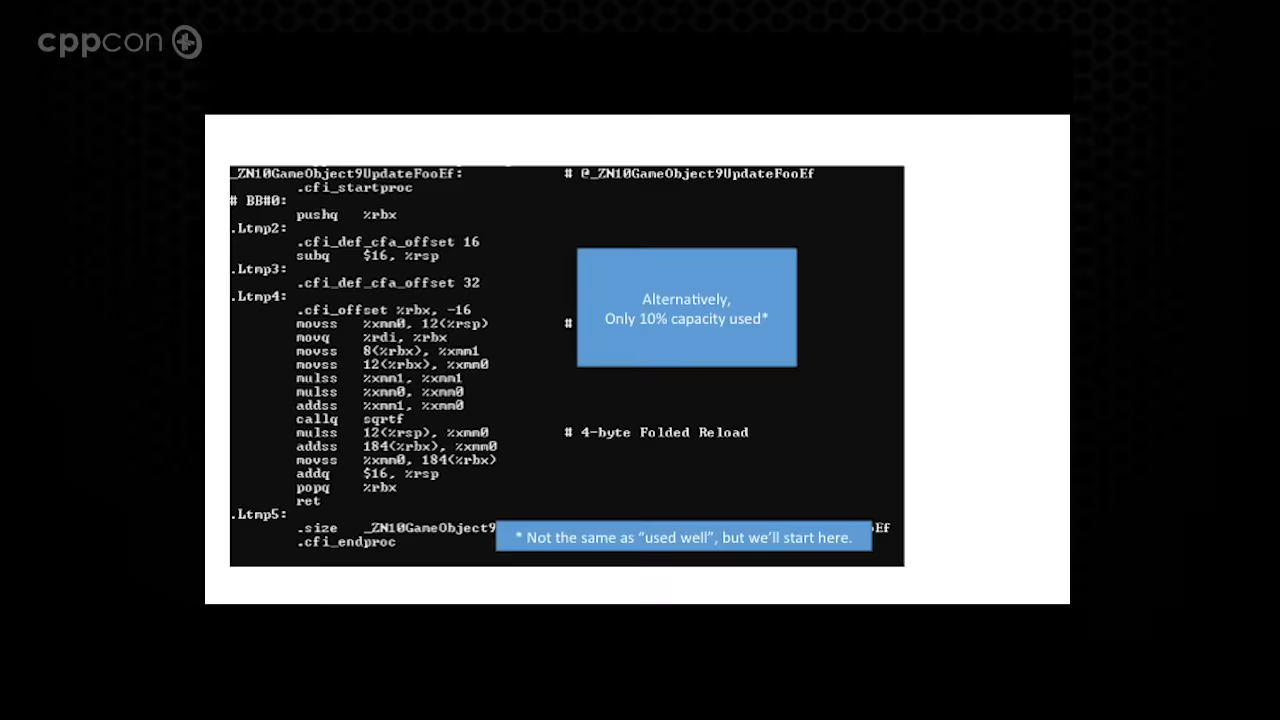 cppcon
_ZN10GameObject9UpdateFooEf: # @_ZN10GameObject9UpdateFooEf
.cfi_startproc
# BB#0:
pushq %rbx
.Ltmp2:
.cfi_def_cfa_offset 16
subq $16, %rsp
.Ltmp3:
.cfi_def_cfa_offset 32
.Ltmp4:
.cfi_offset %rbx, -16
movss %xmm0, 12(%rsp) #
movq %rdi, %rbx
movss 8(%rbx), %xmm1
movss 12(%rbx), %xmm0
mulss %xmm1, %xmm1
mulss %xmm0, %xmm0
addss %xmm1, %xmm0
callq sqrtf
mulss 12(%rsp), %xmm0 # 4-byte Folded Reload
addss 184(%rbx), %xmm0
movss %xmm0, 184(%rbx)
addq $16, %rsp
popq %rbx
ret
.Ltmp5:
.size _ZN10GameObject9 Ef
.cfi_endproc
Alternatively,
Only 10% capacity used*
* Not the same as “used well”, but we’ll start here.